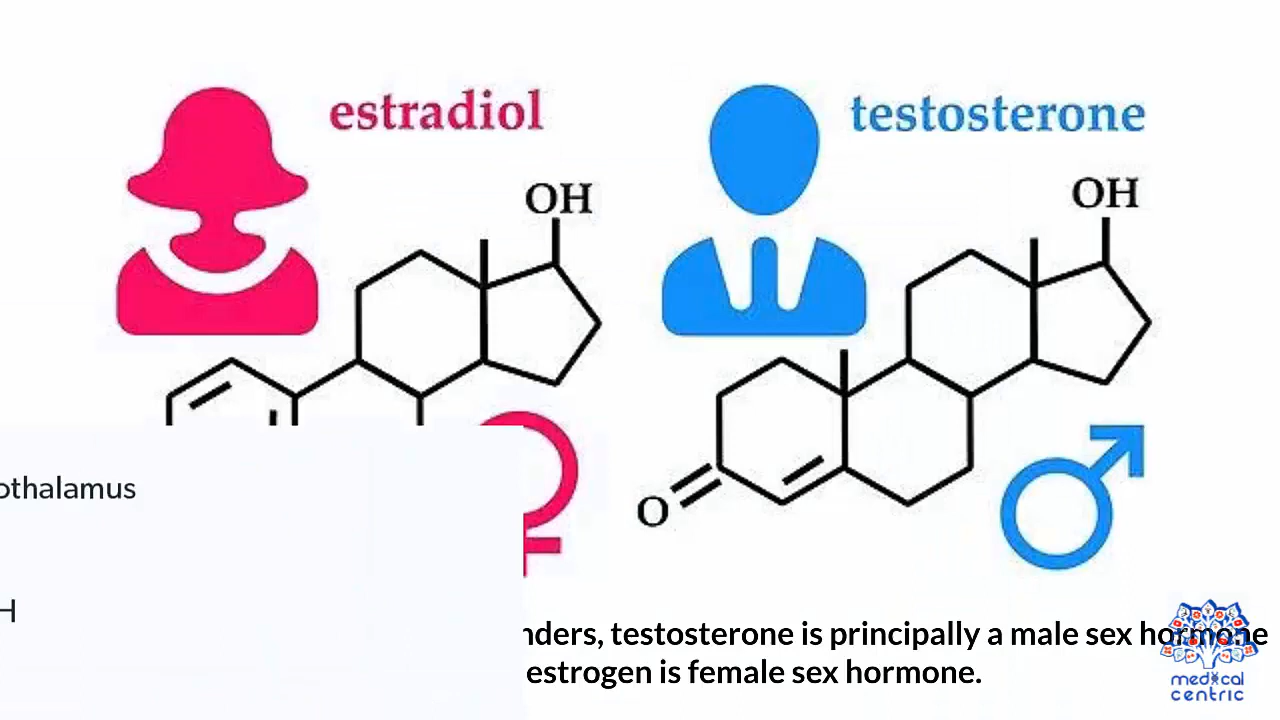 estradiol
testosterone
OH
OH
othalamus
O
H
nders, testosterone is principally a male sex hormone
estrogen is female sex hormone.
medical
centric